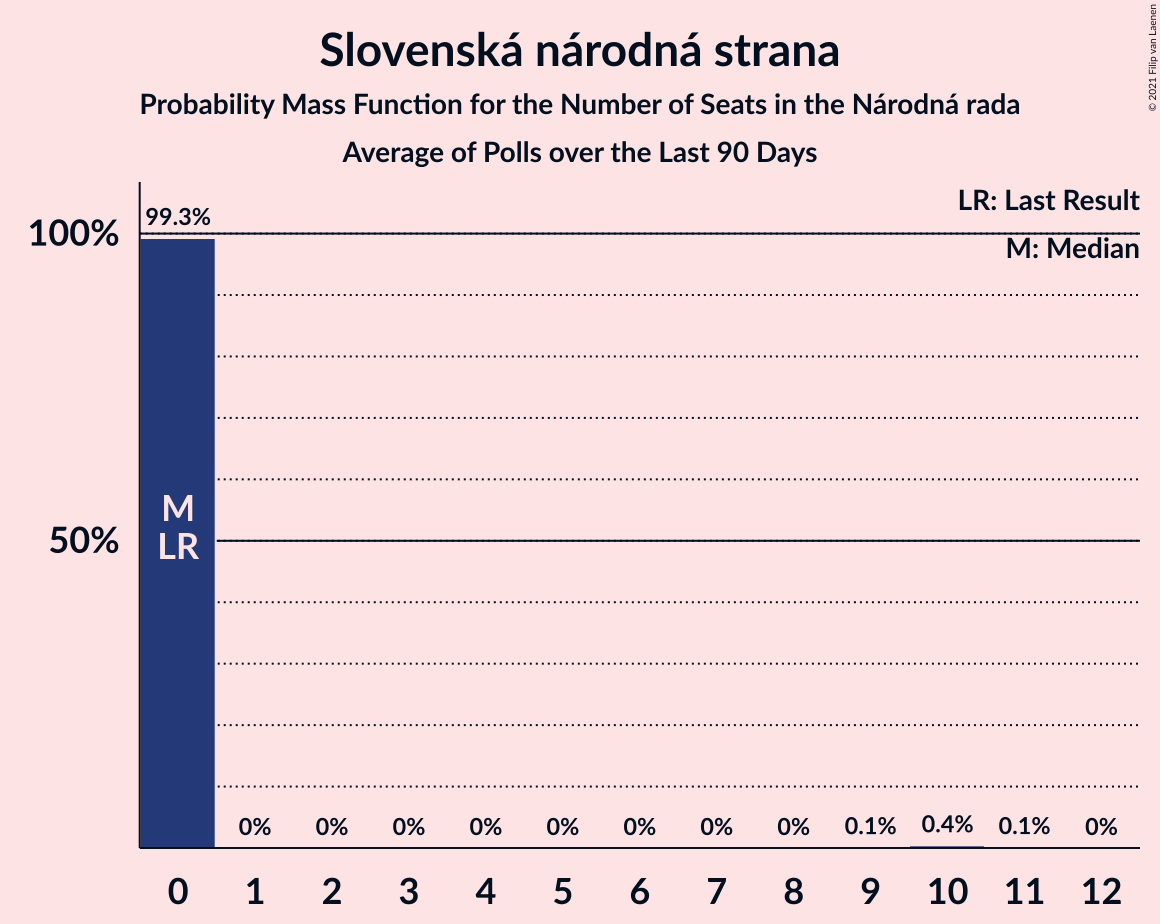 Slovenská národná strana
Probability Mass Function for the Number of Seats in the Národná rada
Average of Polls over the Last 90 Days
© 2021 Filip van Laenen
LR: Last Result
M: Median
100%
50%
99.3%
M
LR
0% 0% 0% 0% 0% 0% 0% 0% 0.1% 0.4% 0.1% 0%
0 1 2 3 4 5 6 7 8 9 10 11 12